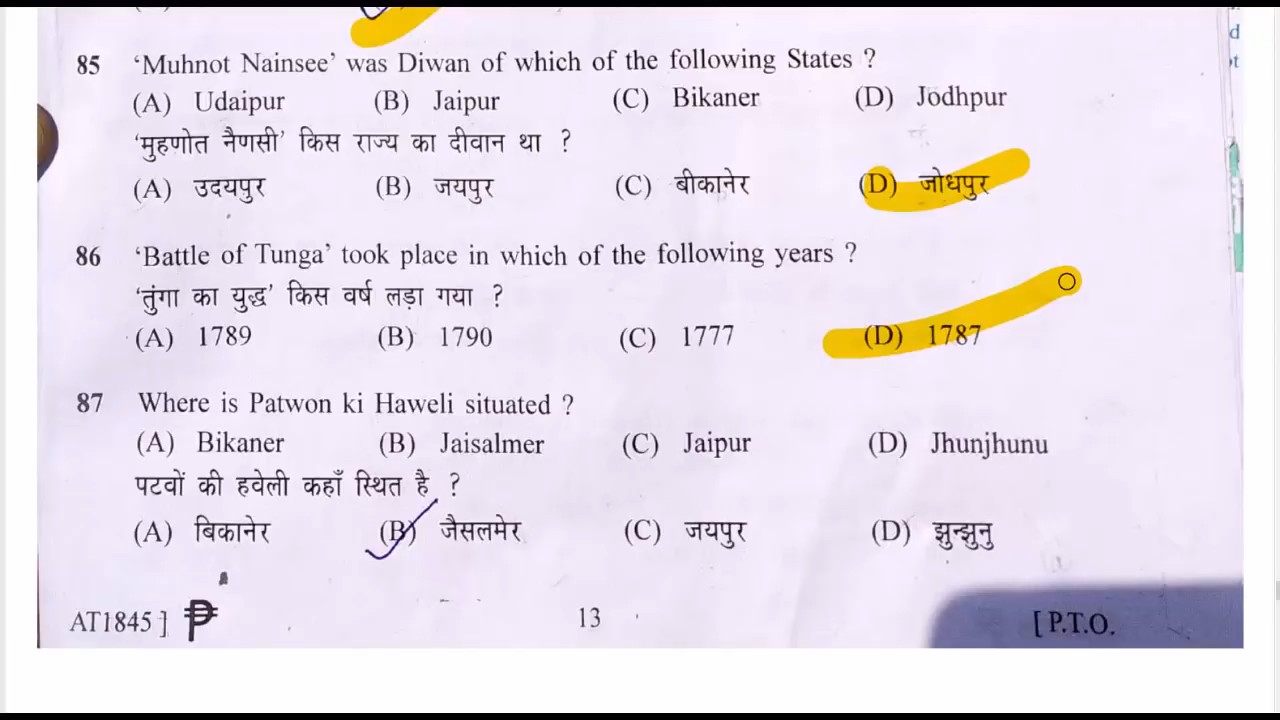 85 'Muhnot Nainsee' was Diwan of which of the following States ?
(A) Udaipur (B) Jaipur (C) Bikaner (D) Jodhpur
'मुहणोत नैणसी' किस राज्य का दीवान था ?
(A) उदयपुर (B) जयपुर (C) बीकानेर (D) जोधपुर
86 'Battle of Tunga' took place in which of the following years ?
'तुंगा का युद्ध' किस वर्ष लड़ा गया ?
(A) 1789 (B) 1790 (C) 1777 (D) 1787
87 Where is Patwon ki Haweli situated ?
(A) Bikaner (B) Jaisalmer (C) Jaipur (D) Jhunjhunu
पटवों की हवेली कहाँ स्थित है ?
(A) बिकानेर (B) जैसलमेर (C) जयपुर (D) झुन्झुनु
AT1845 ] 13 [ P.T.O.